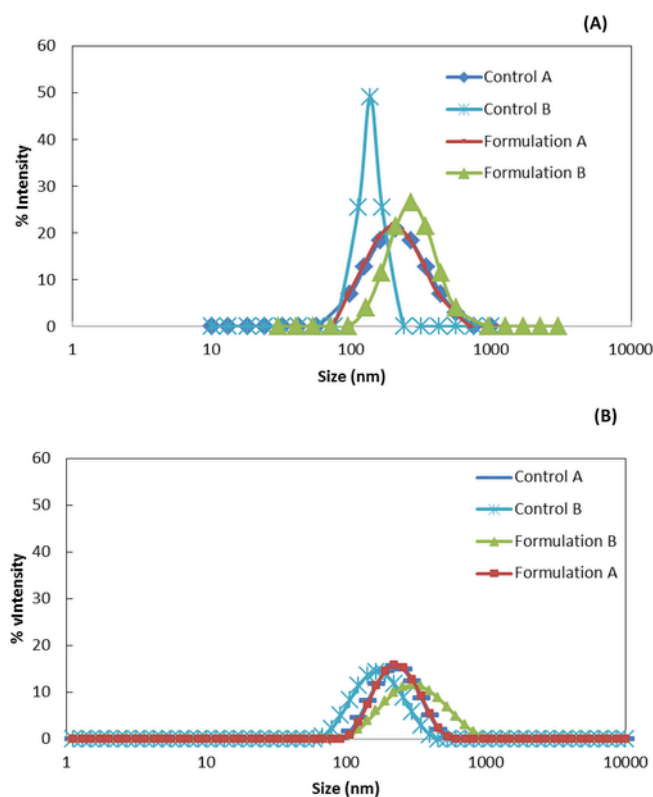 (A)
60
50
40
30
20
10
0
% Intensity
Control A
Control B
Formulation A
Formulation B
1
10
100
1000
10000
Size (nm)
(B)
60
50
40
30
20
10
0
% vIntensity
Control A
Control B
Formulation B
Formulation A
1
10
100
1000
10000
Size (nm)